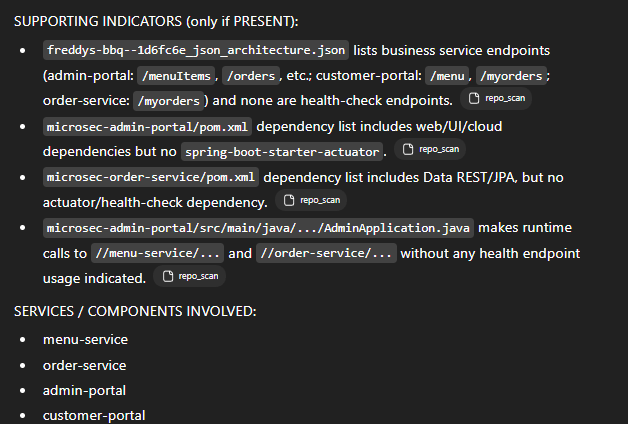 SUPPORTING INDICATORS (only if PRESENT):
• freddys-bbq--1d6fc6e_json_architecture.json lists business service endpoints
(admin-portal: /menuItems, /orders, etc.; customer-portal: /menu, /myorders;
order-service: /myorders) and none are health-check endpoints. repo_scan
• microsec-admin-portal/pom.xml dependency list includes web/UI/cloud
dependencies but no spring-boot-starter-actuator. repo_scan
• microsec-order-service/pom.xml dependency list includes Data REST/JPA, but no
actuator/health-check dependency. repo_scan
• microsec-admin-portal/src/main/java/.../AdminApplication.java makes runtime
calls to //menu-service/... and //order-service/... without any health endpoint
usage indicated. repo_scan
SERVICES / COMPONENTS INVOLVED:
• menu-service
• order-service
• admin-portal
• customer-portal